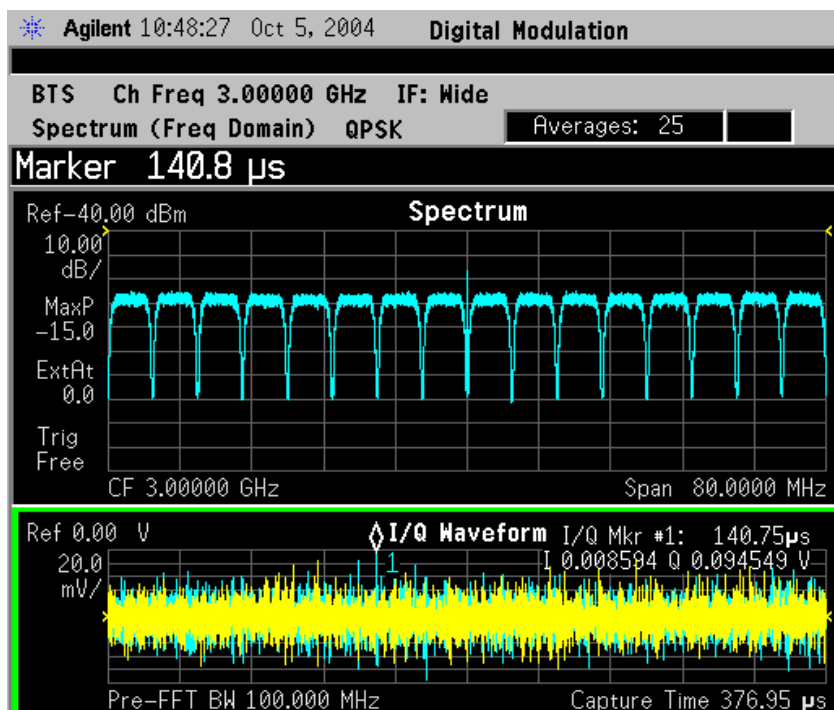 Agilent 10:48:27 Oct 5, 2004 Digital Modulation
BTS Ch Freq 3.00000 GHz IF: Wide
Spectrum (Freq Domain) QPSK Averages: 25
Marker 140.8 µs
Ref-40.00 dBm Spectrum
10.00
dB/
MaxP
-15.0
ExtAt
0.0
Trig
Free
CF 3.00000 GHz Span 80.0000 MHz
Ref 0.00 V I/Q Waveform I/Q Mkr #1: 140.75µs
20.0 1 I 0.008594 Q 0.094549 V
mV/
Pre-FFT BW 100.000 MHz Capture Time 376.95 µs